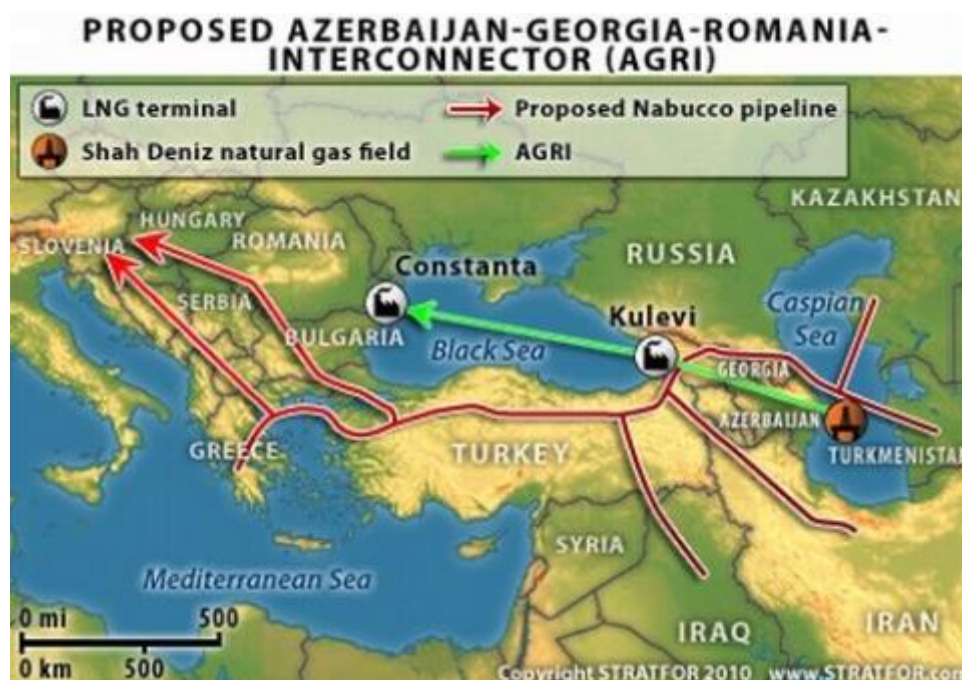 PROPOSED AZERBAIJAN-GEORGIA-ROMANIA-
INTERCONNECTOR (AGRI)
LNG terminal
Proposed Nabucco pipeline
Shah Deniz natural gas field
AGRI
KAZAKHSTAN
HUNGARY
SLOVENIA
ROMANIA
RUSSIA
Constanta
SERBIA
Caspian
Sea
Kulevi
BULGARIA
Black Sea
GEORGIA
AZERBAIJAN
GREECE
TURKEY
TURKMENISTAN
SYRIA
Mediterranean Sea
0 mi 500
IRAQ
IRAN
0 km 500
Copyright STRATFOR 2010 www.STRATFOR.com